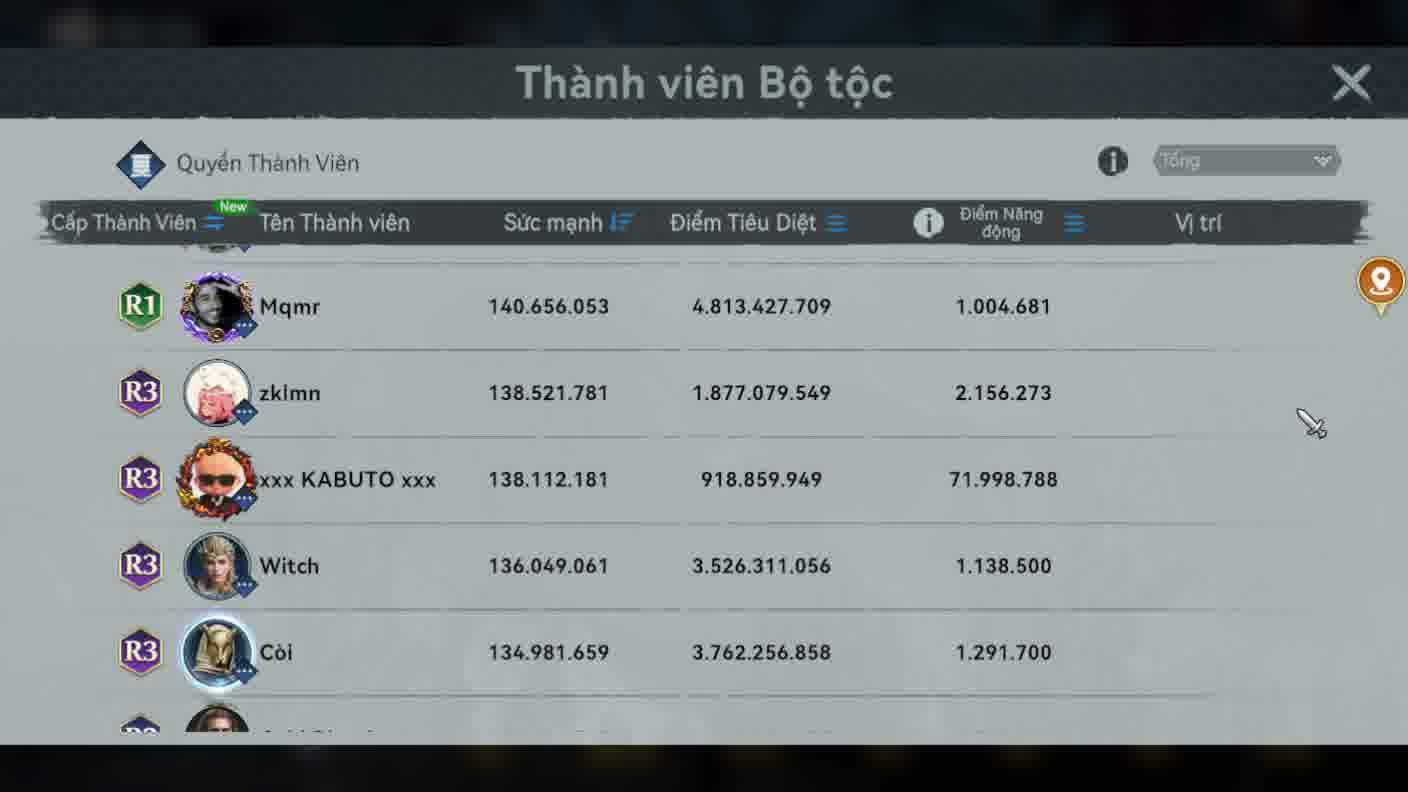 Thành viên Bộ tộc
Quyển Thành Viên
Tổng
Cấp Thành Viên New Tên Thành viên Sức mạnh Điểm Tiêu Diệt Điểm Năng động Vị trí
R1 Mqmr 140.656.053 4.813.427.709 1.004.681
R3 zklmn 138.521.781 1.877.079.549 2.156.273
R3 xxx KABUTO xxx 138.112.181 918.859.949 71.998.788
R3 Witch 136.049.061 3.526.311.056 1.138.500
R3 Còi 134.981.659 3.762.256.858 1.291.700